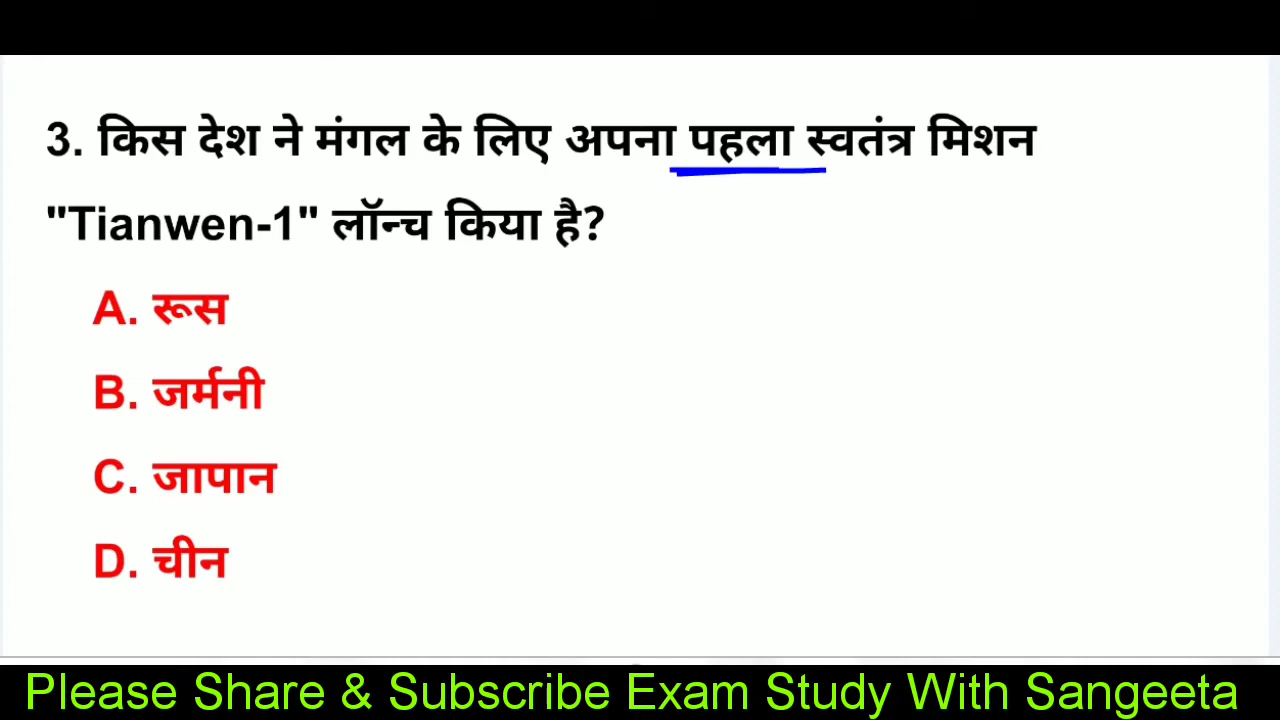 3. किस देश ने मंगल के लिए अपना पहला स्वतंत्र मिशन
"Tianwen-1" लॉन्च किया है?
A. रूस
B. जर्मनी
C. जापान
D. चीन
Please Share & Subscribe Exam Study With Sangeeta